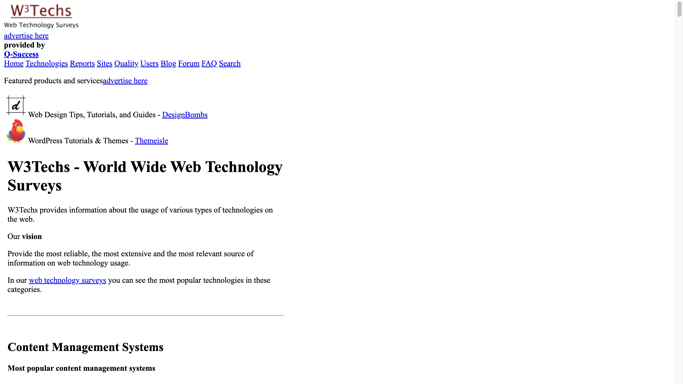 W3Techs
Web Technology Surveys
advertise here
provided by
Q-Success
Home Technologies Reports Sites Quality Users Blog Forum FAQ Search
Featured products and servicesadvertise here
d Web Design Tips, Tutorials, and Guides - DesignBombs
WordPress Tutorials & Themes - Themeisle
W3Techs - World Wide Web Technology
Surveys
W3Techs provides information about the usage of various types of technologies on
the web.
Our vision
Provide the most reliable, the most extensive and the most relevant source of
information on web technology usage.
In our web technology surveys you can see the most popular technologies in these
categories.
Content Management Systems
Most popular content management systems